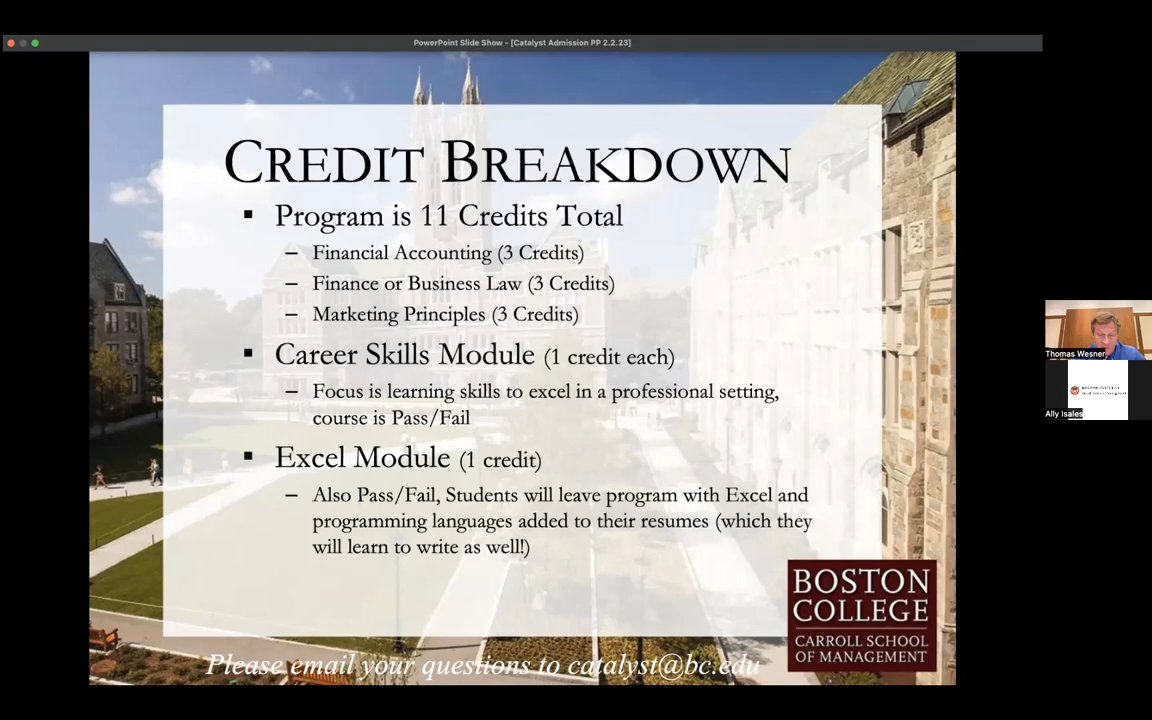 PowerPoint Slide Show - [Catalyst Admission PP 2.2.23]
CREDIT BREAKDOWN
▪ Program is 11 Credits Total
– Financial Accounting (3 Credits)
– Finance or Business Law (3 Credits)
– Marketing Principles (3 Credits)
▪ Career Skills Module (1 credit each)
– Focus is learning skills to excel in a professional setting,
course is Pass/Fail
▪ Excel Module (1 credit)
– Also Pass/Fail, Students will leave program with Excel and
programming languages added to their resumes (which they
will learn to write as well!)
BOSTON
COLLEGE
CARROLL SCHOOL
OF MANAGEMENT
Please email your questions to catalyst@bc.edu
Thomas Wesner
BOSTON COLLEGE
Ally Isales